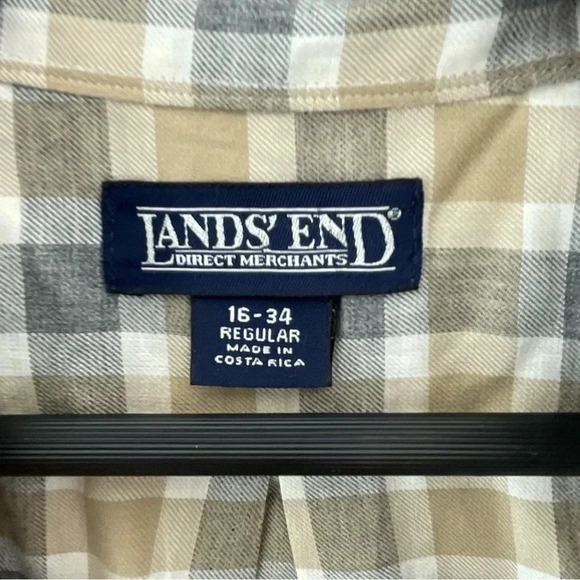 LANDS' END®
DIRECT MERCHANTS
16-34
REGULAR
MADE IN
COSTA RICA